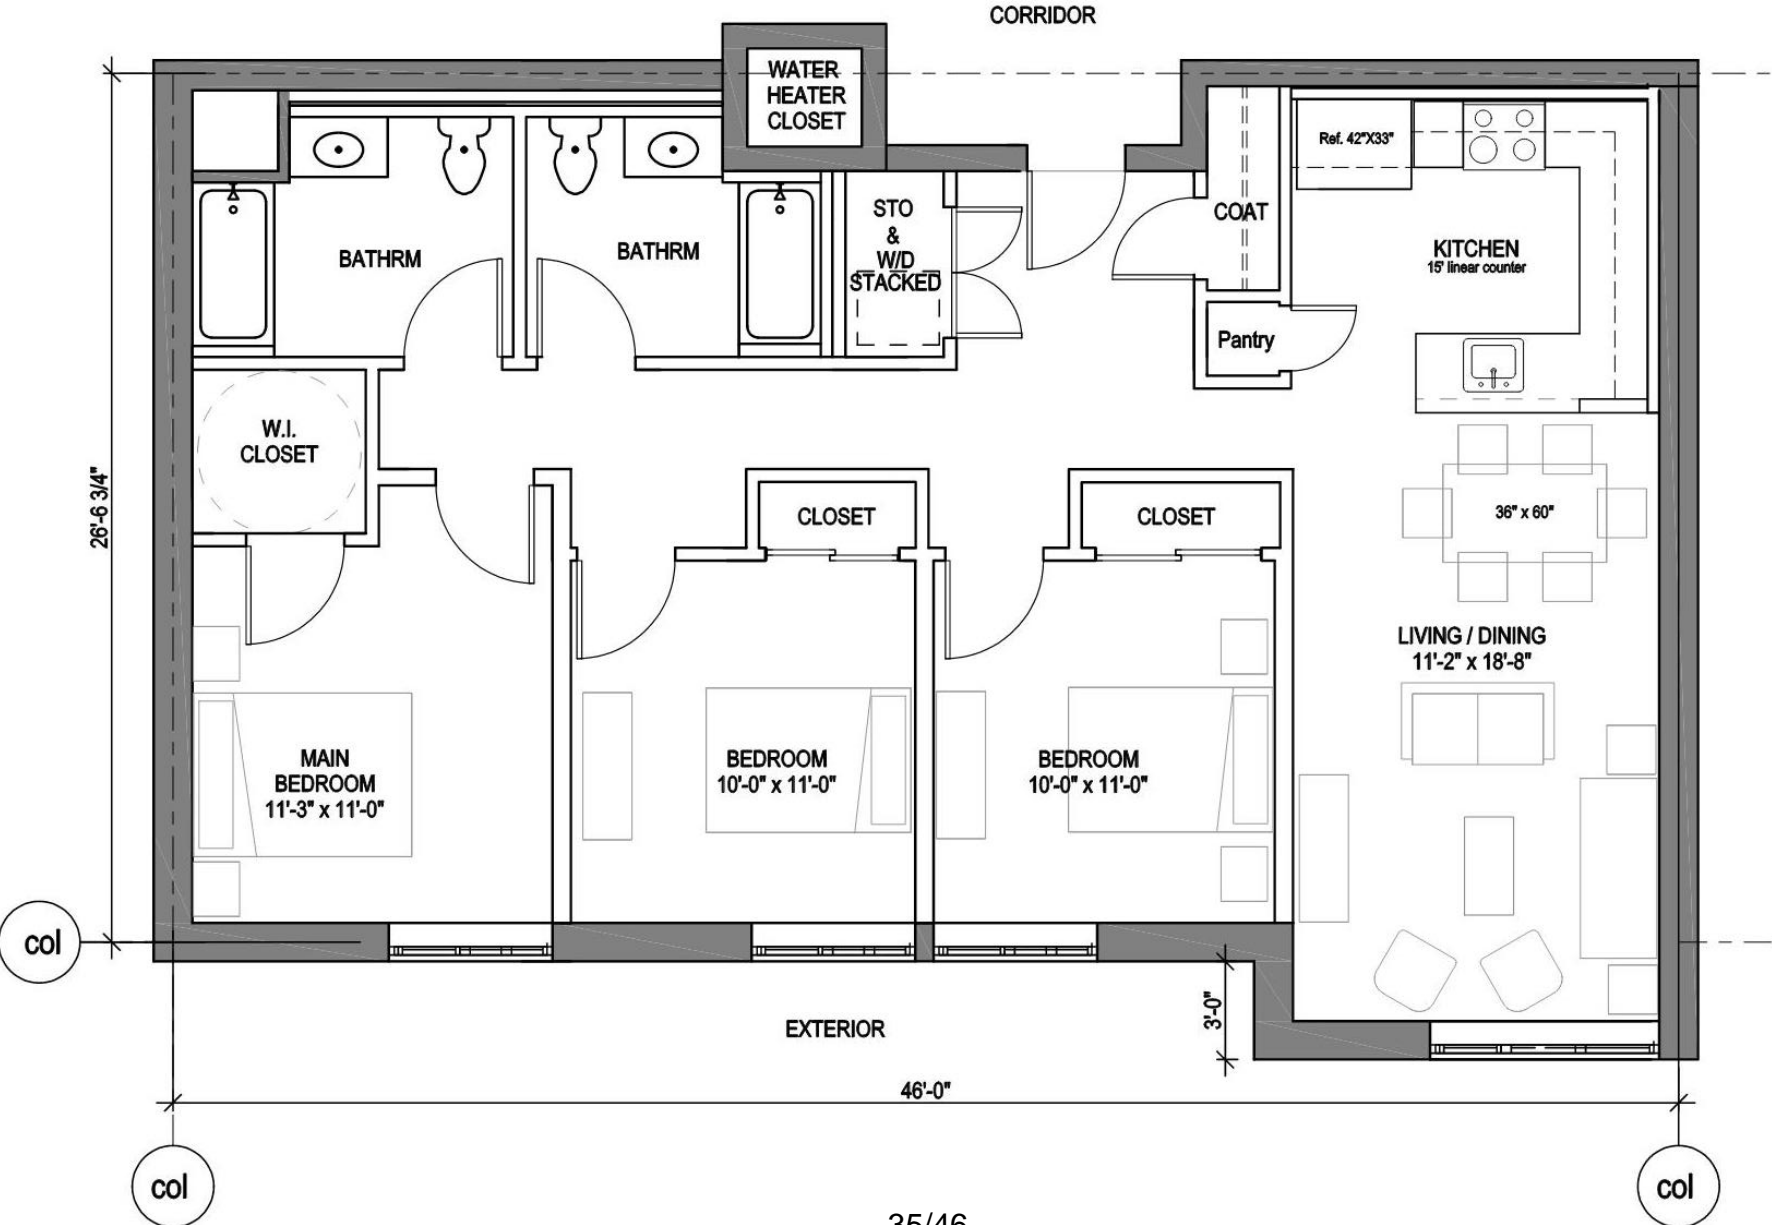 CORRIDOR
WATER
HEATER
CLOSET
Ref. 42"X33"
STO
&
W/D
STACKED
COAT
BATHRM
BATHRM
KITCHEN
15' linear counter
Pantry
W.I.
CLOSET
26'-6 3/4"
CLOSET
CLOSET
36" x 60"
LIVING / DINING
11'-2" x 18'-8"
MAIN
BEDROOM
11'-3" x 11'-0"
BEDROOM
10'-0" x 11'-0"
BEDROOM
10'-0" x 11'-0"
col
3'-0"
EXTERIOR
46'-0"
col
col
35/46